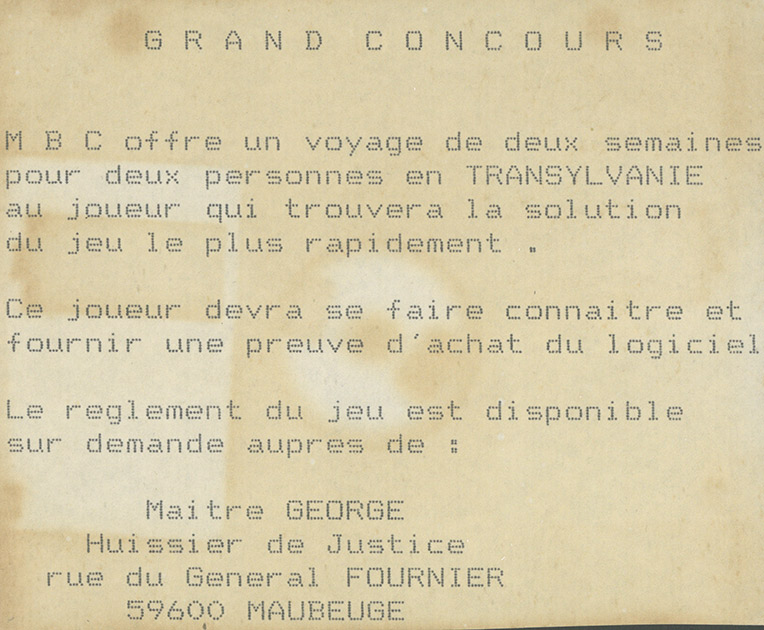 G R A N D C O N C O U R S
M B C offre un voyage de deux semaines
pour deux personnes en TRANSYLVANIE
au joueur qui trouvera la solution
du jeu le plus rapidement .
Ce joueur devra se faire connaitre et
fournir une preuve d'achat du logiciel
Le reglement du jeu est disponible
sur demande aupres de :
Maitre GEORGE
Huissier de Justice
rue du General FOURNIER
59600 MAUBEUGE